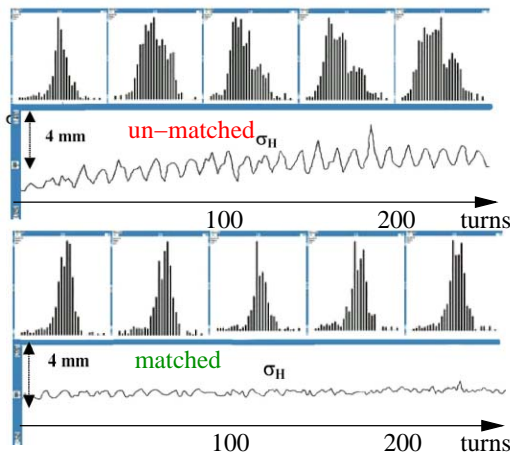 4 mm
un−matched
σH
100 200 turns
4 mm
matched
σH
100 200
turns